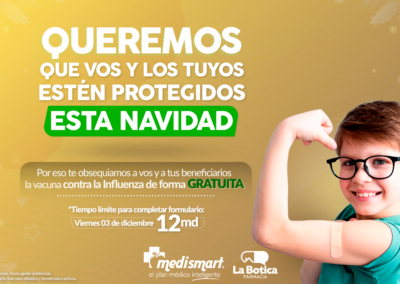 QUEREMOS
QUE VOS Y LOS TUYOS
ESTÉN PROTEGIDOS
ESTA NAVIDAD
Por eso te obsequiamos a vos y a tus beneficiarios
la vacuna contra la Influenza de forma GRATUITA
*Tiempo límite para completar formulario:
Viernes 03 de diciembre 12md
medismart.
el plan médico inteligente
La Botica
FARMACIA